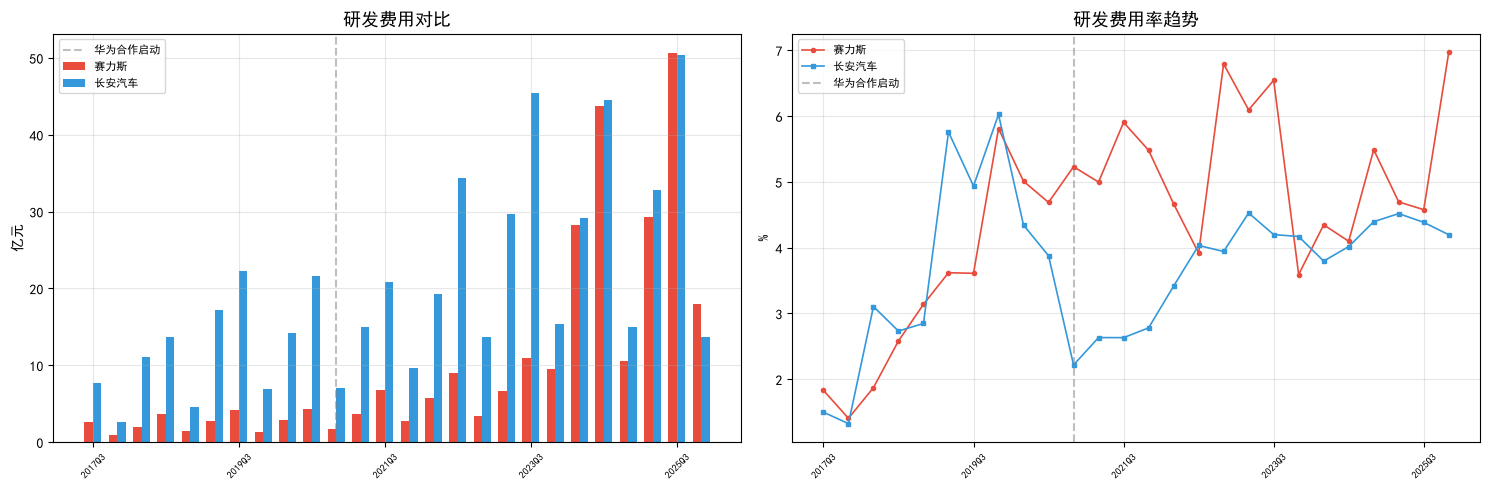 研发费用对比
华为合作启动
赛力斯
长安汽车
亿元
50
40
30
20
10
0
2017Q3
2019Q3
2021Q3
2023Q3
2025Q3
研发费用率趋势
赛力斯
长安汽车
华为合作启动
%
7
6
5
4
3
2
2017Q3
2019Q3
2021Q3
2023Q3
2025Q3